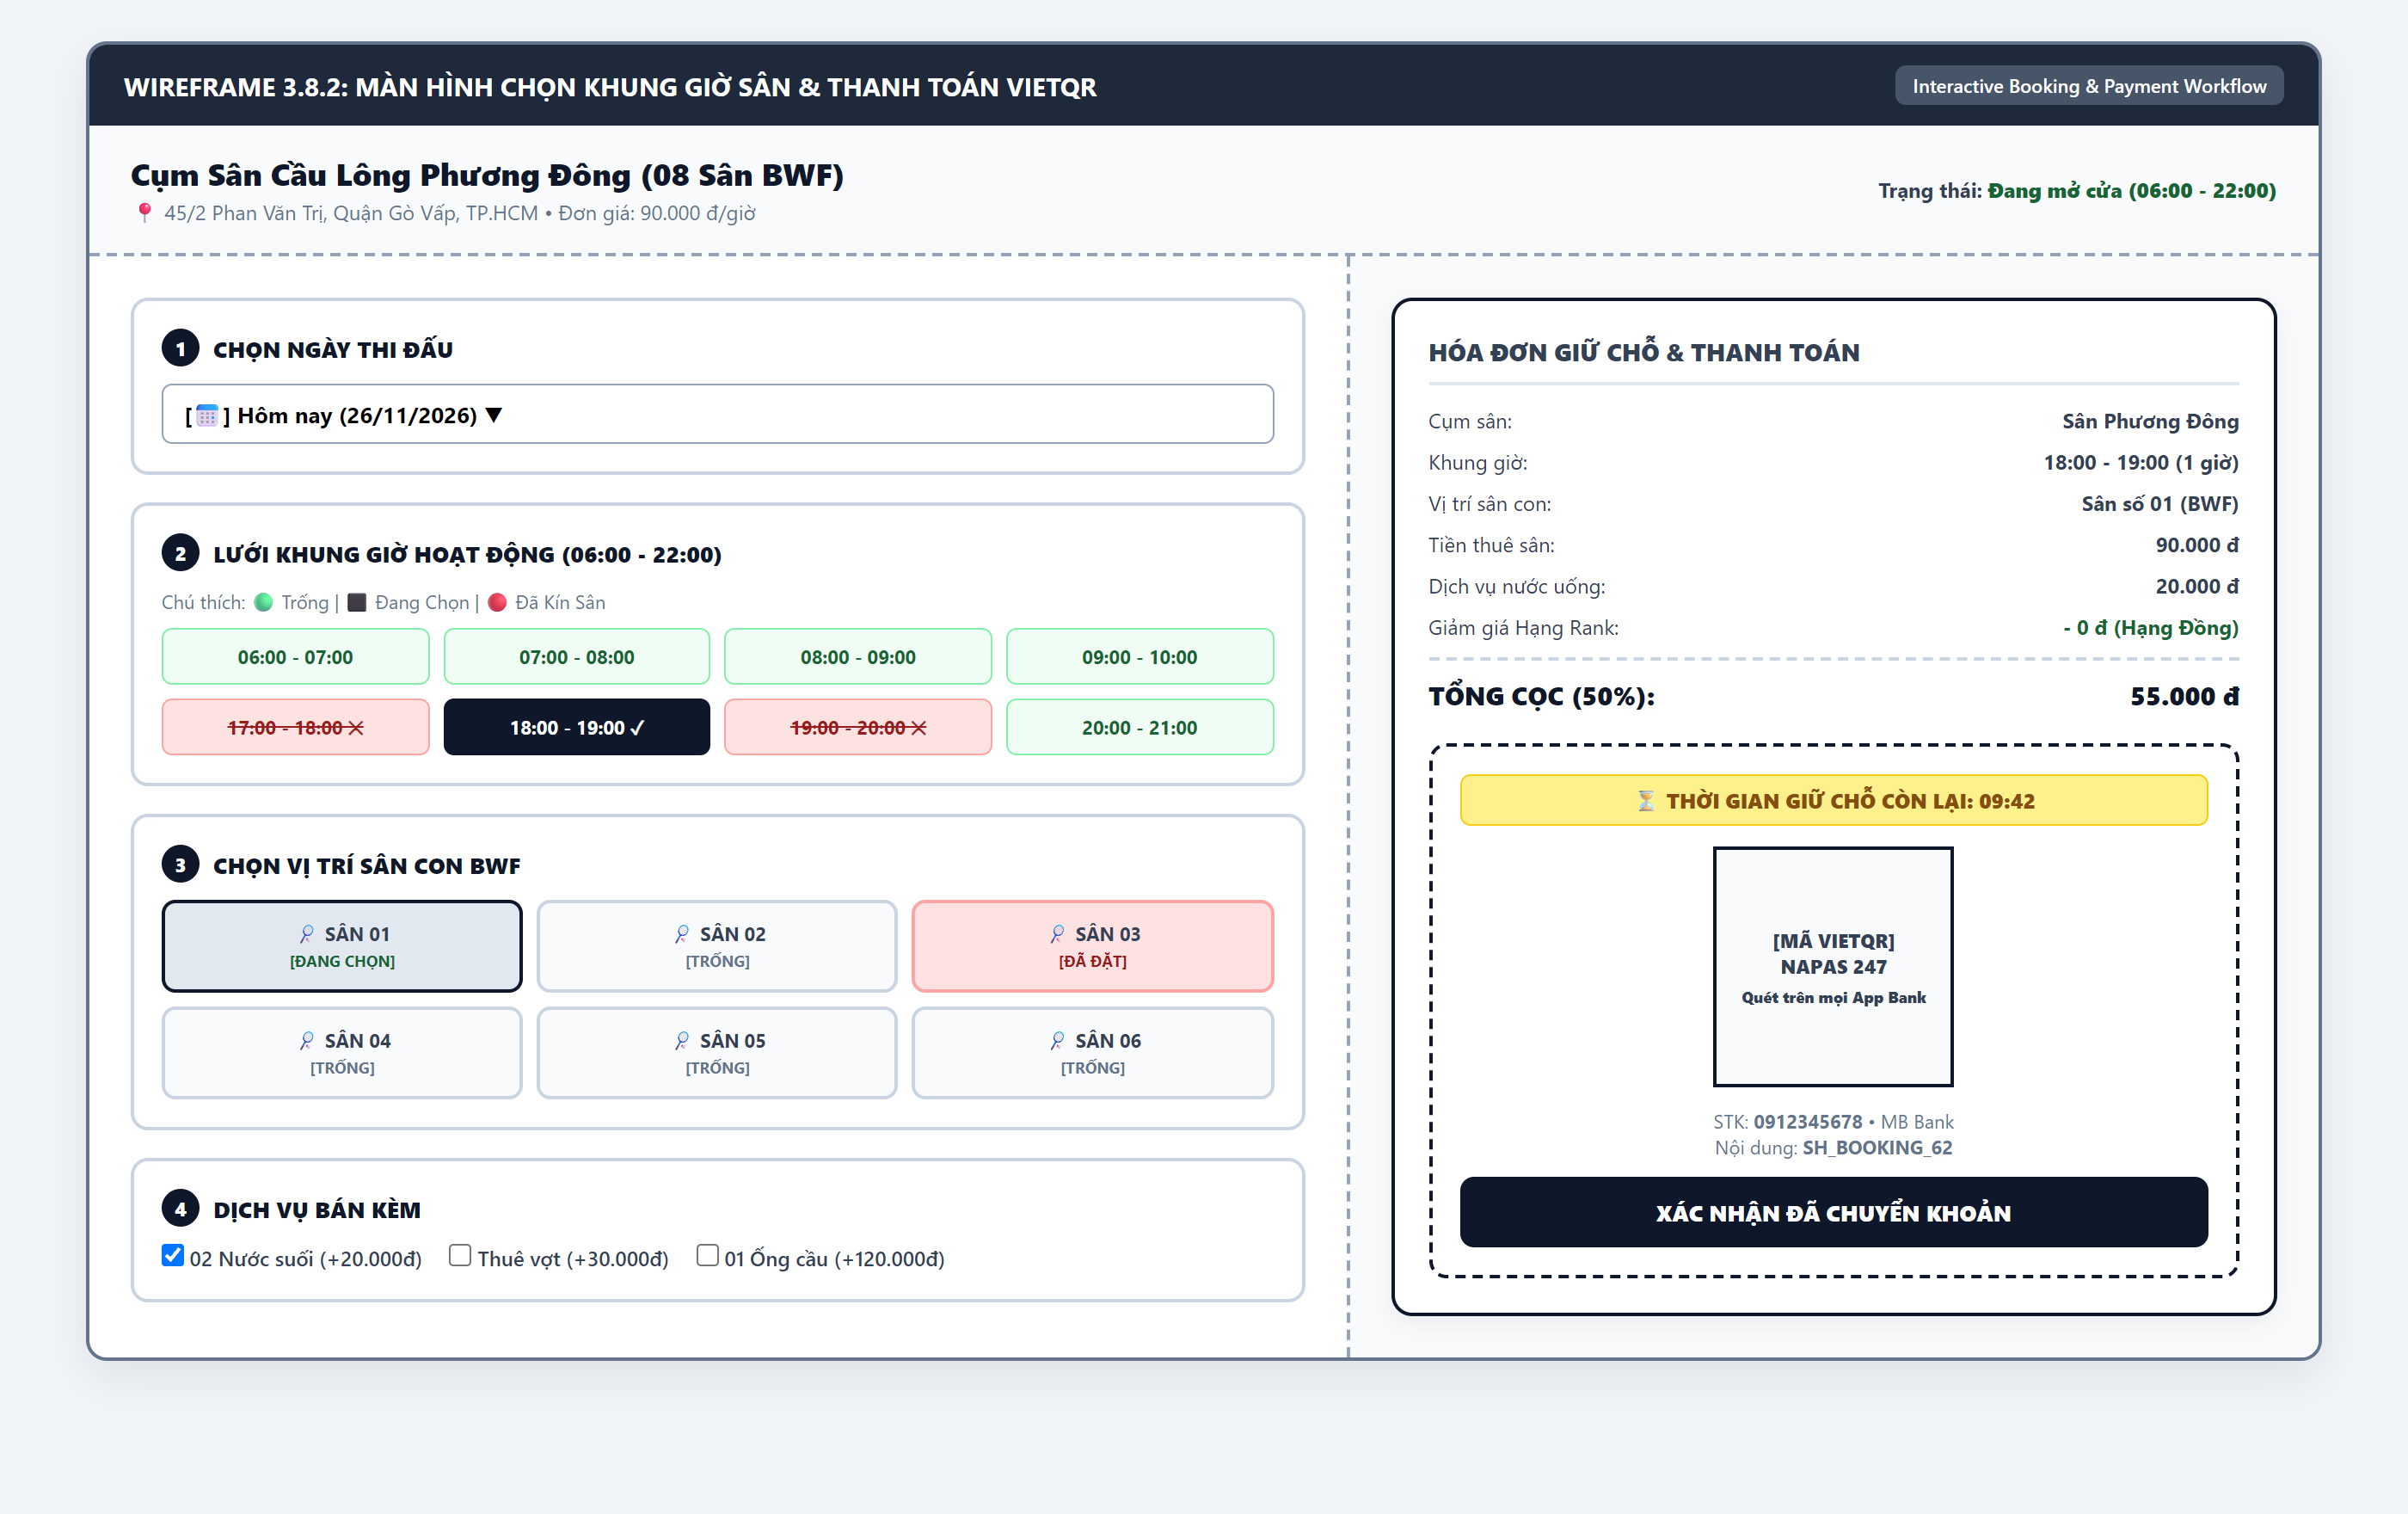 WIREFRAME 3.8.2: MÀN HÌNH CHỌN KHUNG GIỜ SÂN & THANH TOÁN VIETQR
Interactive Booking & Payment Workflow
Cụm Sân Cầu Lông Phương Đông (08 Sân BWF)
📍 45/2 Phan Văn Trị, Quận Gò Vấp, TP.HCM • Đơn giá: 90.000 đ/giờ
Trạng thái: Đang mở cửa (06:00 - 22:00)
1 CHỌN NGÀY THI ĐẤU
[📅] Hôm nay (26/11/2026) ▼
2 LƯỚI KHUNG GIỜ HOẠT ĐỘNG (06:00 - 22:00)
Chú thích: 🟢 Trống | ⬛ Đang Chọn | 🔴 Đã Kín Sân
06:00 - 07:00
07:00 - 08:00
08:00 - 09:00
09:00 - 10:00
17:00 - 18:00 ✕
18:00 - 19:00 ✓
19:00 - 20:00 ✕
20:00 - 21:00
3 CHỌN VỊ TRÍ SÂN CON BWF
🏸 SÂN 01
[ĐANG CHỌN]
🏸 SÂN 02
[TRỐNG]
🏸 SÂN 03
[ĐÃ ĐẶT]
🏸 SÂN 04
[TRỐNG]
🏸 SÂN 05
[TRỐNG]
🏸 SÂN 06
[TRỐNG]
4 DỊCH VỤ BÁN KÈM
02 Nước suối (+20.000đ)
Thuê vợt (+30.000đ)
01 Ống cầu (+120.000đ)
HÓA ĐƠN GIỮ CHỖ & THANH TOÁN
Cụm sân: Sân Phương Đông
Khung giờ: 18:00 - 19:00 (1 giờ)
Vị trí sân con: Sân số 01 (BWF)
Tiền thuê sân: 90.000 đ
Dịch vụ nước uống: 20.000 đ
Giảm giá Hạng Rank: - 0 đ (Hạng Đồng)
TỔNG CỌC (50%): 55.000 đ
⏳ THỜI GIAN GIỮ CHỖ CÒN LẠI: 09:42
[MÃ VIETQR]
NAPAS 247
Quét trên mọi App Bank
STK: 0912345678 • MB Bank
Nội dung: SH_BOOKING_62
XÁC NHẬN ĐÃ CHUYỂN KHOẢN